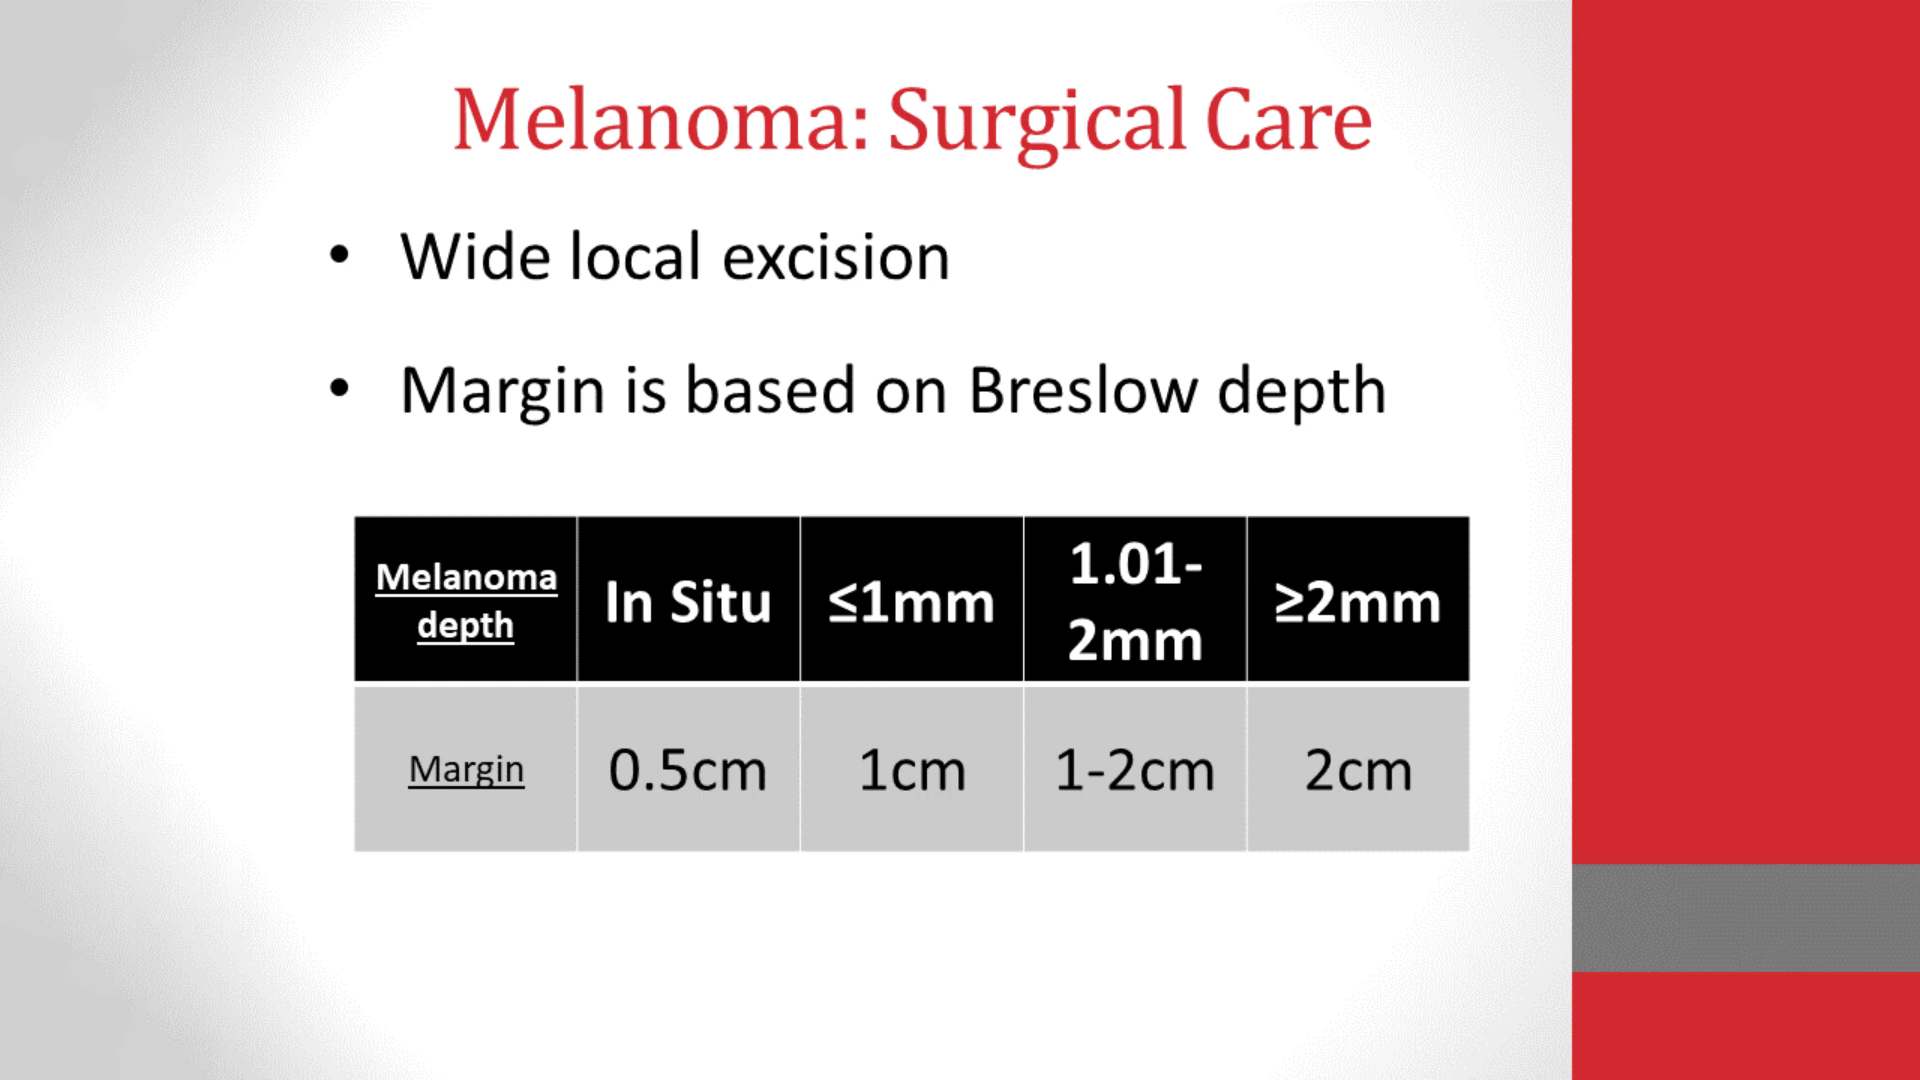 Melanoma: Surgical Care
• Wide local excision
• Margin is based on Breslow depth
Melanoma depth In Situ ≤1mm 1.01-2mm ≥2mm
Margin 0.5cm 1cm 1-2cm 2cm